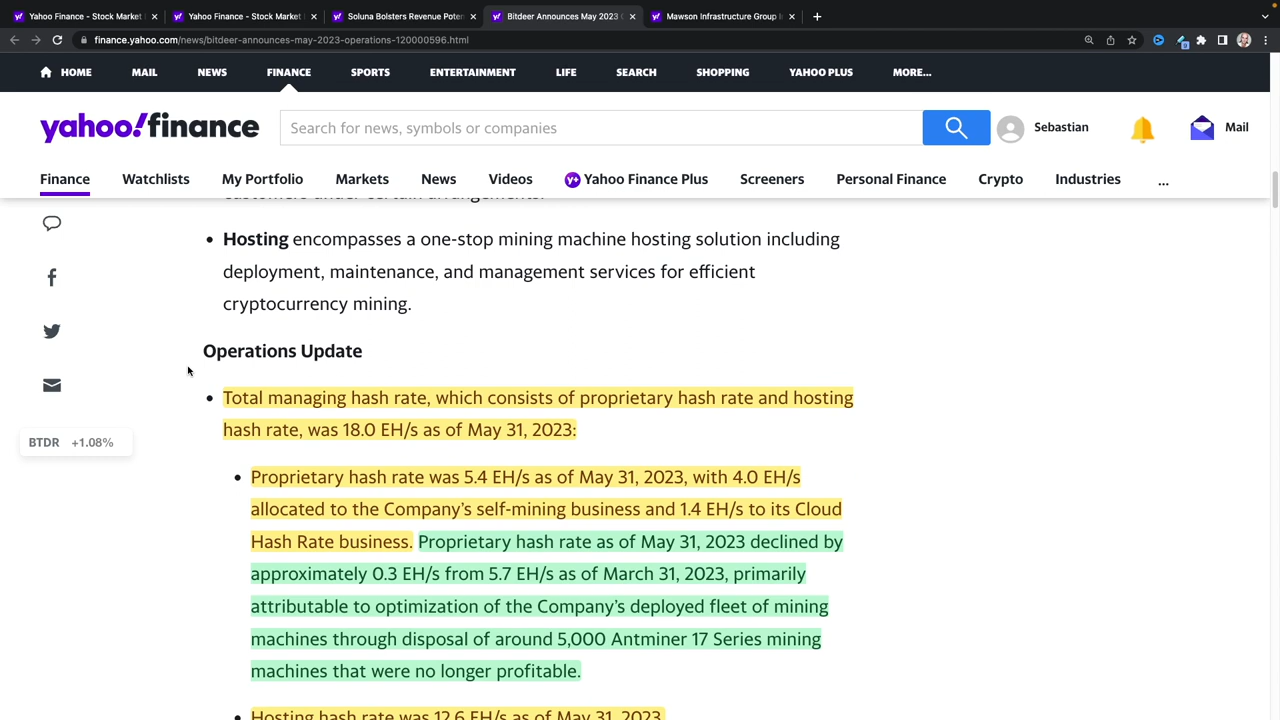 Yahoo Finance - Stock Market
Yahoo Finance - Stock Market
Soluna Bolsters Revenue Poten
Bitdeer Announces May 2023
Mawson Infrastructure Group
finance.yahoo.com/news/bitdeer-announces-may-2023-operations-120000596.html
HOME MAIL NEWS FINANCE SPORTS ENTERTAINMENT LIFE SEARCH SHOPPING YAHOO PLUS MORE...
yahoo!finance Search for news, symbols or companies Sebastian Mail
Finance Watchlists My Portfolio Markets News Videos y+ Yahoo Finance Plus Screeners Personal Finance Crypto Industries ...
customers under certain arrangements.
• Hosting encompasses a one-stop mining machine hosting solution including
deployment, maintenance, and management services for efficient
cryptocurrency mining.
Operations Update
• Total managing hash rate, which consists of proprietary hash rate and hosting
hash rate, was 18.0 EH/s as of May 31, 2023:
BTDR +1.08%
• Proprietary hash rate was 5.4 EH/s as of May 31, 2023, with 4.0 EH/s
allocated to the Company’s self-mining business and 1.4 EH/s to its Cloud
Hash Rate business. Proprietary hash rate as of May 31, 2023 declined by
approximately 0.3 EH/s from 5.7 EH/s as of March 31, 2023, primarily
attributable to optimization of the Company’s deployed fleet of mining
machines through disposal of around 5,000 Antminer 17 Series mining
machines that were no longer profitable.
• Hosting hash rate was 12.6 EH/s as of May 31, 2023.